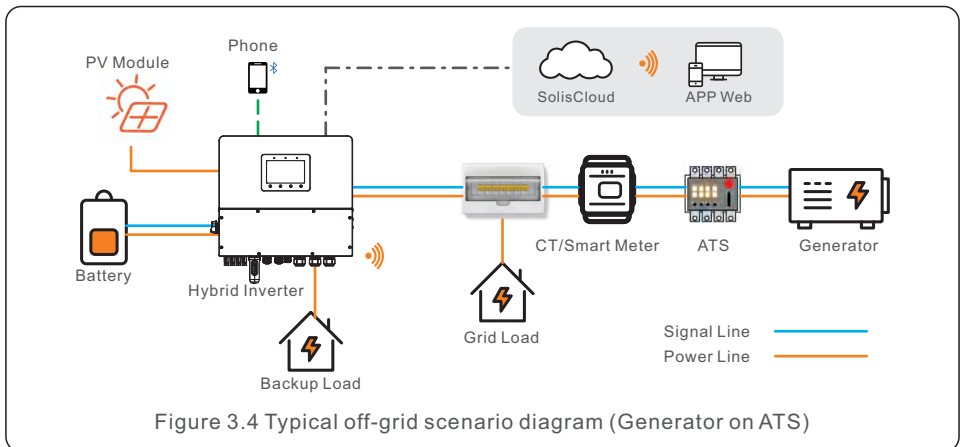 Phone
PV Module
SolisCloud
APP Web
CT/Smart Meter
ATS
Generator
Battery
Hybrid Inverter
Grid Load
Signal Line
Power Line
Backup Load
Figure 3.4 Typical off-grid scenario diagram (Generator on ATS)